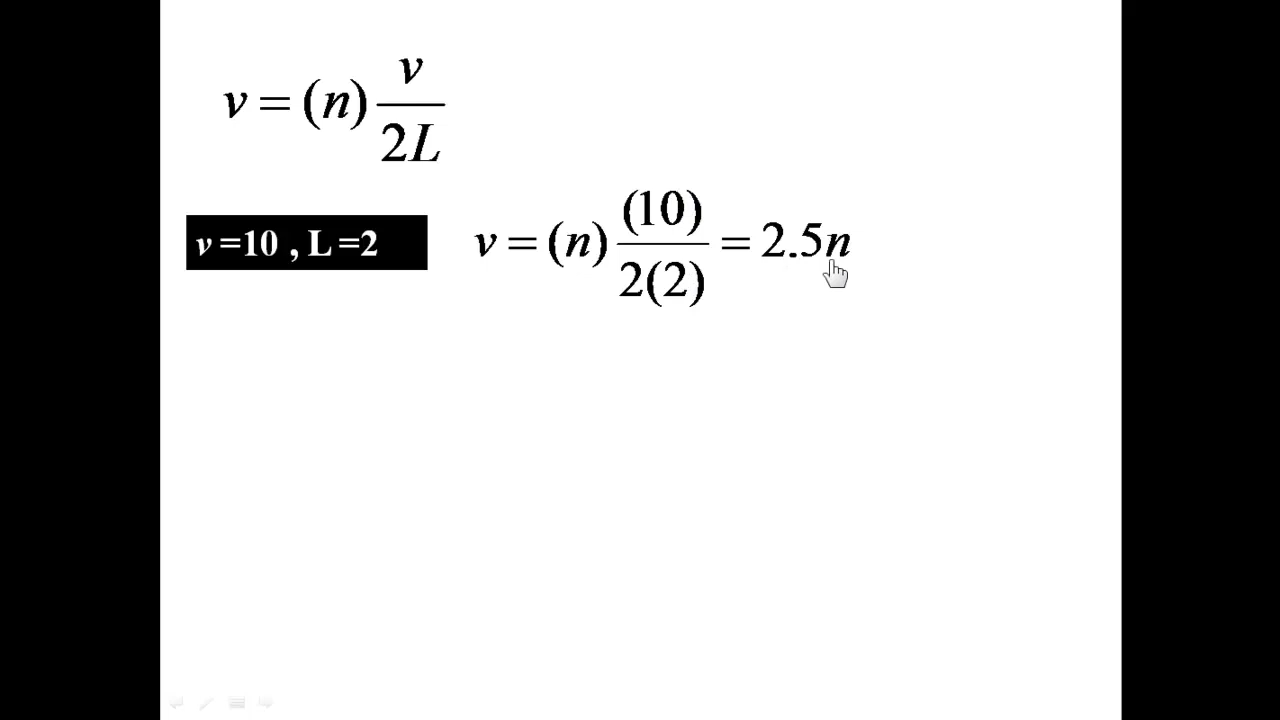 v = (n) v / 2L
v =10 , L =2
v = (n) (10) / 2(2) = 2.5n